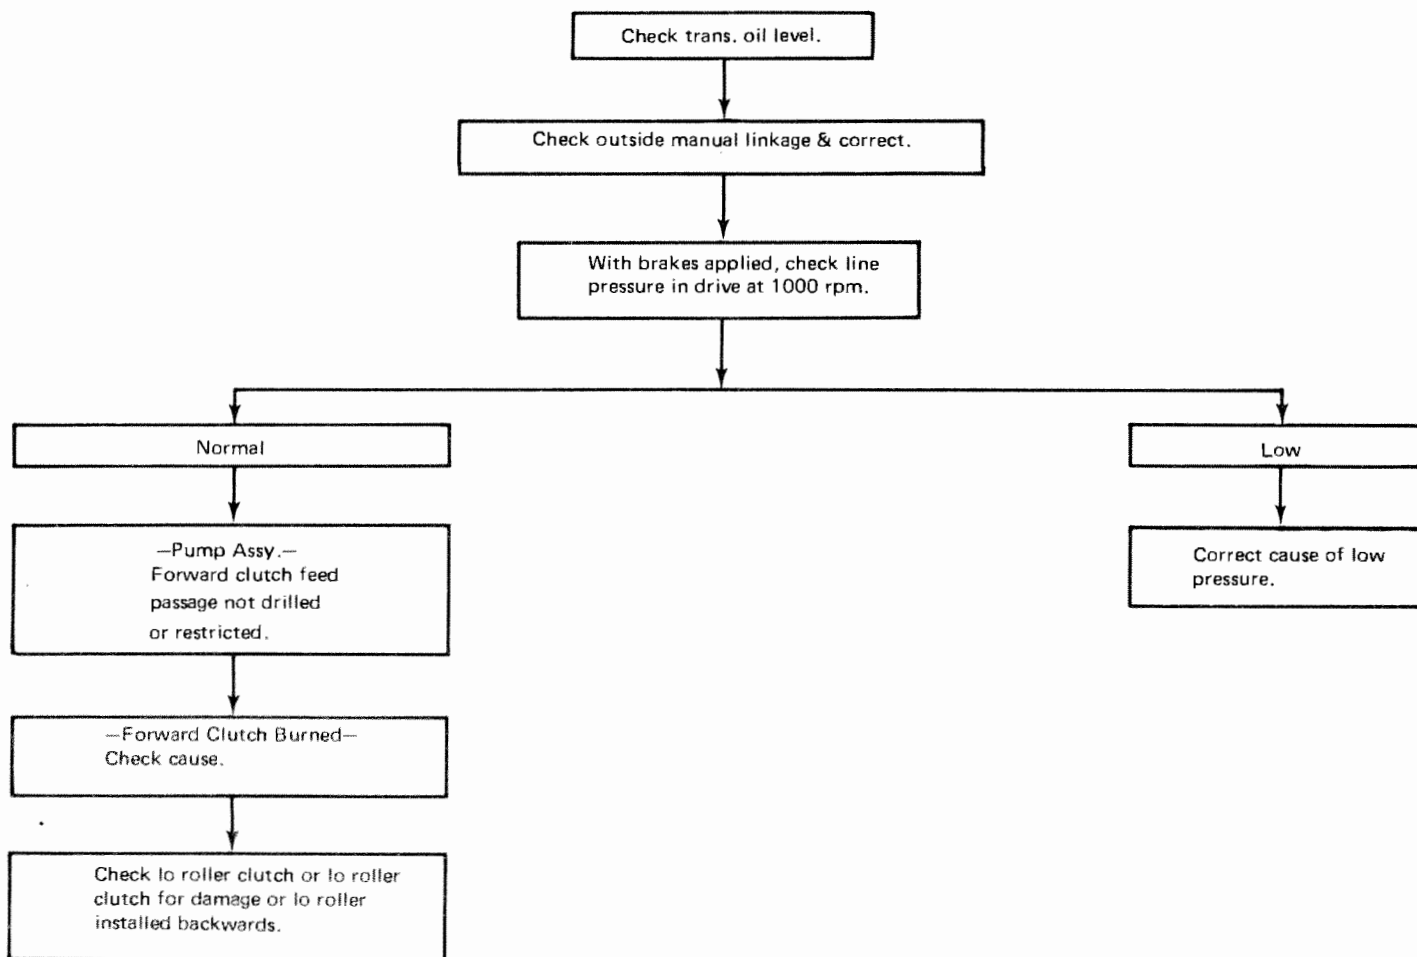 Check trans. oil level.
Check outside manual linkage & correct.
With brakes applied, check line
pressure in drive at 1000 rpm.
Normal
Low
—Pump Assy.—
Forward clutch feed
passage not drilled
or restricted.
Correct cause of low
pressure.
—Forward Clutch Burned—
Check cause.
Check lo roller clutch or lo roller
clutch for damage or lo roller
installed backwards.